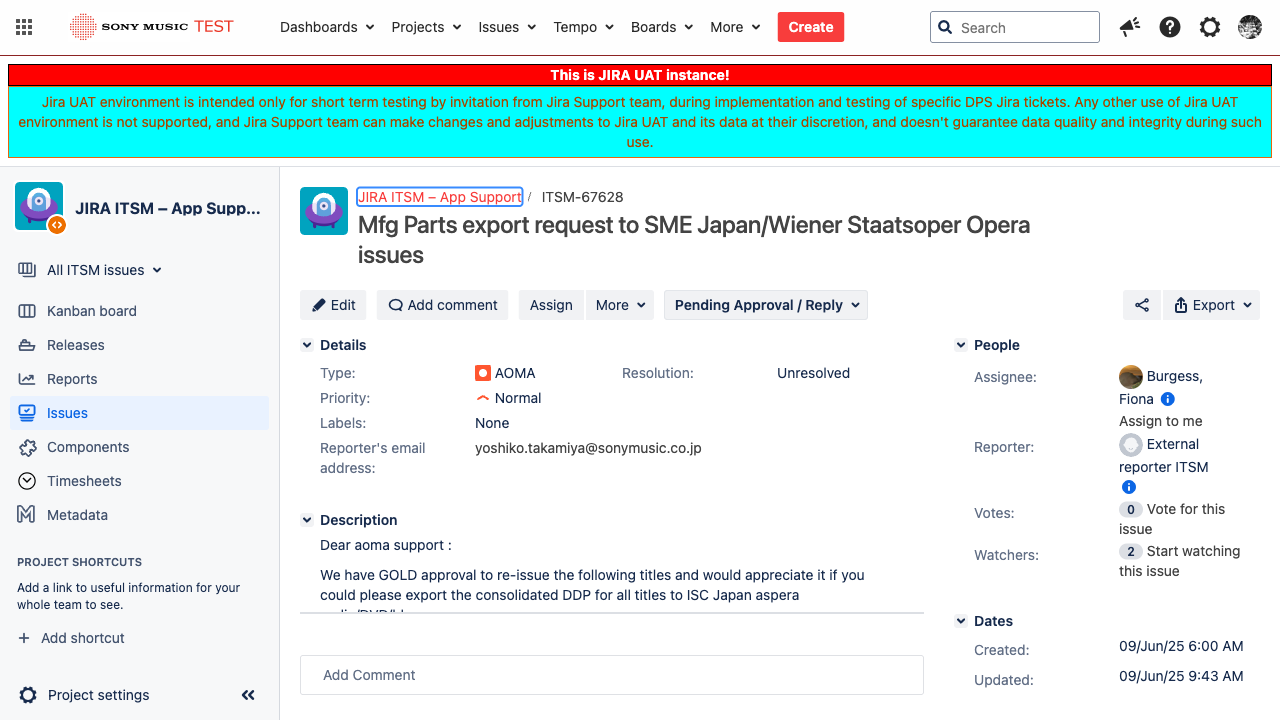 SONY MUSIC TEST
Dashboards Projects Issues Tempo Boards More Create Search
This is JIRA UAT instance!
Jira UAT environment is intended only for short term testing by invitation from Jira Support team, during implementation and testing of specific DPS Jira tickets. Any other use of Jira UAT
environment is not supported, and Jira Support team can make changes and adjustments to Jira UAT and its data at their discretion, and doesn't guarantee data quality and integrity during such
use.
JIRA ITSM – App Supp...
All ITSM issues
Kanban board
Releases
Reports
Issues
Components
Timesheets
Metadata
PROJECT SHORTCUTS
Add a link to useful information for your
whole team to see.
+ Add shortcut
Project settings
JIRA ITSM – App Support / ITSM-67628
Mfg Parts export request to SME Japan/Wiener Staatsoper Opera
issues
Edit Add comment Assign More Pending Approval / Reply Export
Details
Type: AOMA Resolution: Unresolved
Priority: Normal
Labels: None
Reporter's email yoshiko.takamiya@sonymusic.co.jp
address:
Description
Dear aoma support :
We have GOLD approval to re-issue the following titles and would appreciate it if you
could please export the consolidated DDP for all titles to ISC Japan aspera
Add Comment
People
Assignee: Burgess,
Fiona
Assign to me
Reporter: External
reporter ITSM
Votes: 0 Vote for this
issue
Watchers: 2 Start watching
this issue
Dates
Created: 09/Jun/25 6:00 AM
Updated: 09/Jun/25 9:43 AM